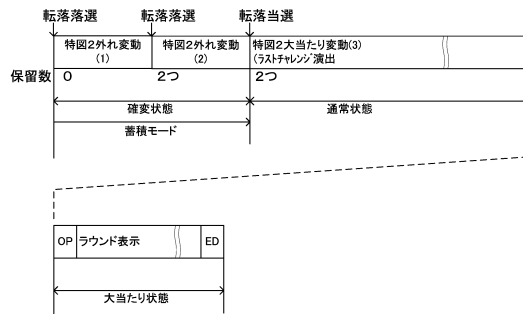 転落落選
転落落選
転落当選
特図2外れ変動
(1)
特図2外れ変動
(2)
特図2大当たり変動(3)
(ラストチャレンジ演出
保留数
0
2つ
2つ
確変状態
通常状態
蓄積モード
OP
ラウンド表示
ED
大当たり状態